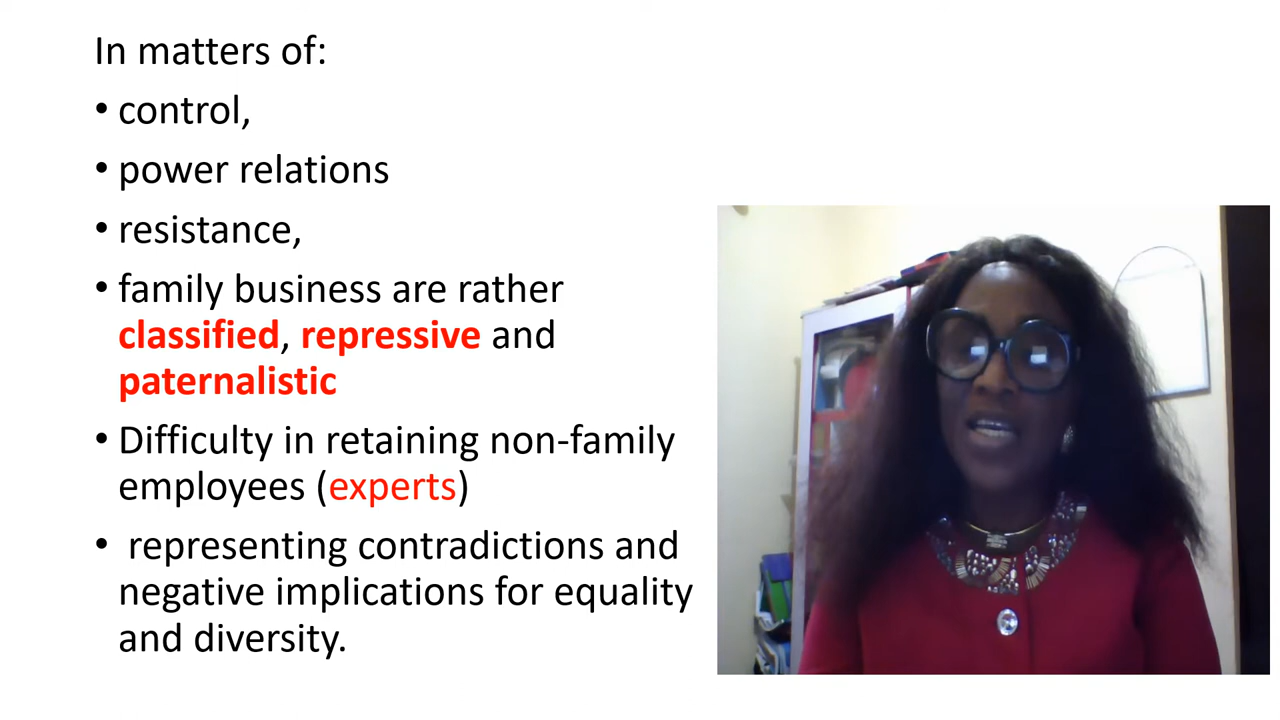 In matters of:
• control,
• power relations
• resistance,
• family business are rather
classified, repressive and
paternalistic
• Difficulty in retaining non-family
employees (experts)
• representing contradictions and
negative implications for equality
and diversity.